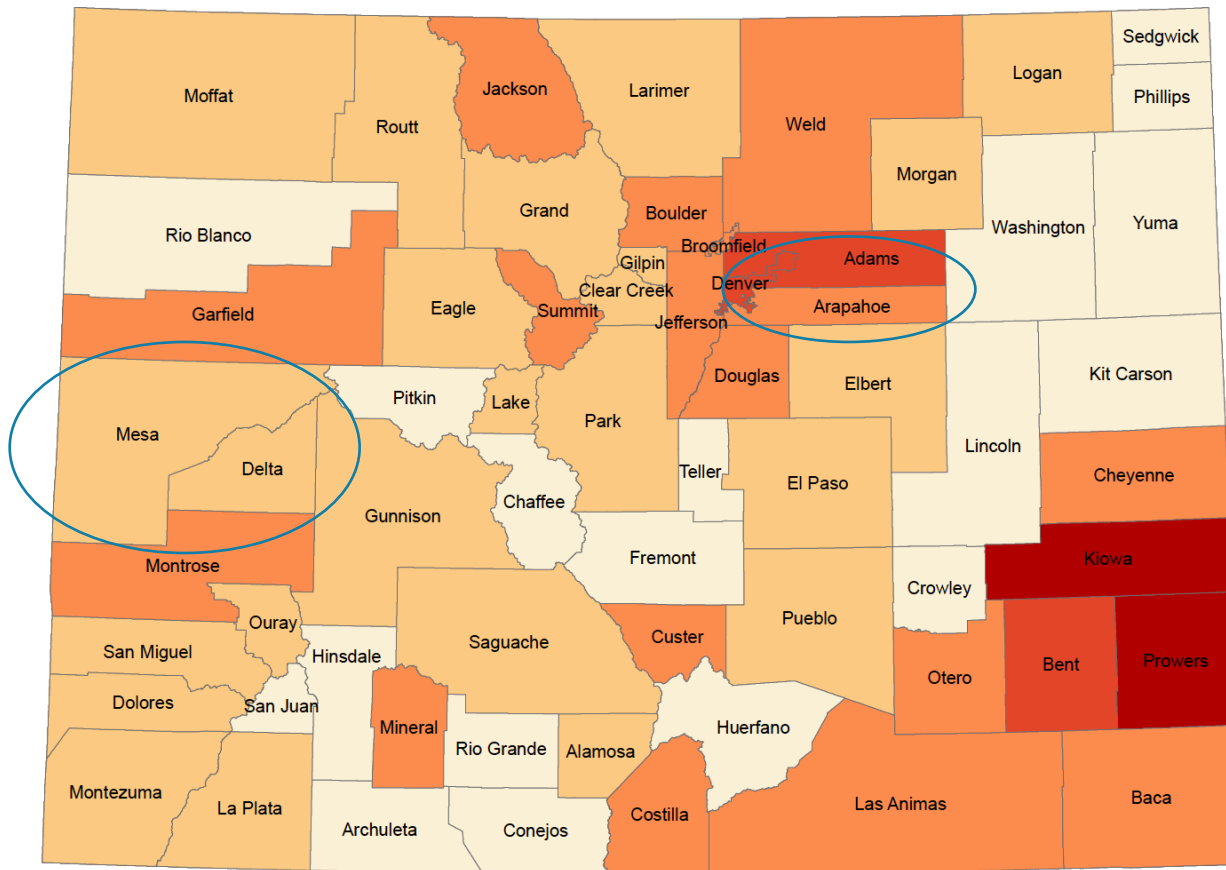 Sedgwick
Logan
Jackson
Larimer
Moffat
Phillips
Weld
Routt
Morgan
Grand
Boulder
Yuma
Washington
Rio Blanco
Broomfield
Gilpin
Adams
Denver
Clear Creek
Arapahoe
Eagle
Summit
Garfield
Jefferson
Kit Carson
Douglas
Elbert
Pitkin
Lake
Park
Mesa
Lincoln
Delta
Teller
Cheyenne
El Paso
Chaffee
Gunnison
Fremont
Kiowa
Montrose
Crowley
Pueblo
Ouray
Custer
Saguache
San Miguel
Hinsdale
Bent
Prowers
Otero
Dolores
San Juan
Mineral
Huerfano
Rio Grande
Alamosa
Montezuma
La Plata
Las Animas
Baca
Costilla
Archuleta
Conejos